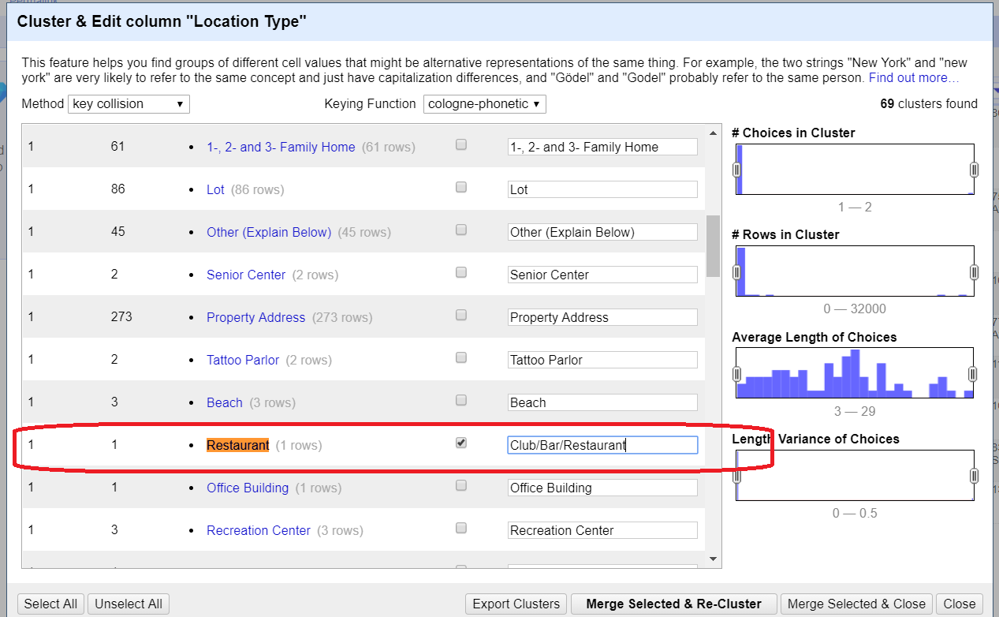 Cluster & Edit column "Location Type"
This feature helps you find groups of different cell values that might be alternative representations of the same thing. For example, the two strings "New York" and "new
york" are very likely to refer to the same concept and just have capitalization differences, and "Gödel" and "Godel" probably refer to the same person. Find out more…
Method key collision Keying Function cologne-phonetic 69 clusters found
1 61 • 1-, 2- and 3- Family Home (61 rows) 1-, 2- and 3- Family Home
1 86 • Lot (86 rows) Lot
1 45 • Other (Explain Below) (45 rows) Other (Explain Below)
1 2 • Senior Center (2 rows) Senior Center
1 273 • Property Address (273 rows) Property Address
1 2 • Tattoo Parlor (2 rows) Tattoo Parlor
1 3 • Beach (3 rows) Beach
1 1 • Restaurant (1 rows) Club/Bar/Restaurant
1 1 • Office Building (1 rows) Office Building
1 3 • Recreation Center (3 rows) Recreation Center
# Choices in Cluster
1 — 2
# Rows in Cluster
0 — 32000
Average Length of Choices
3 — 29
Length Variance of Choices
0 — 0.5
Select All Unselect All Export Clusters Merge Selected & Re-Cluster Merge Selected & Close Close